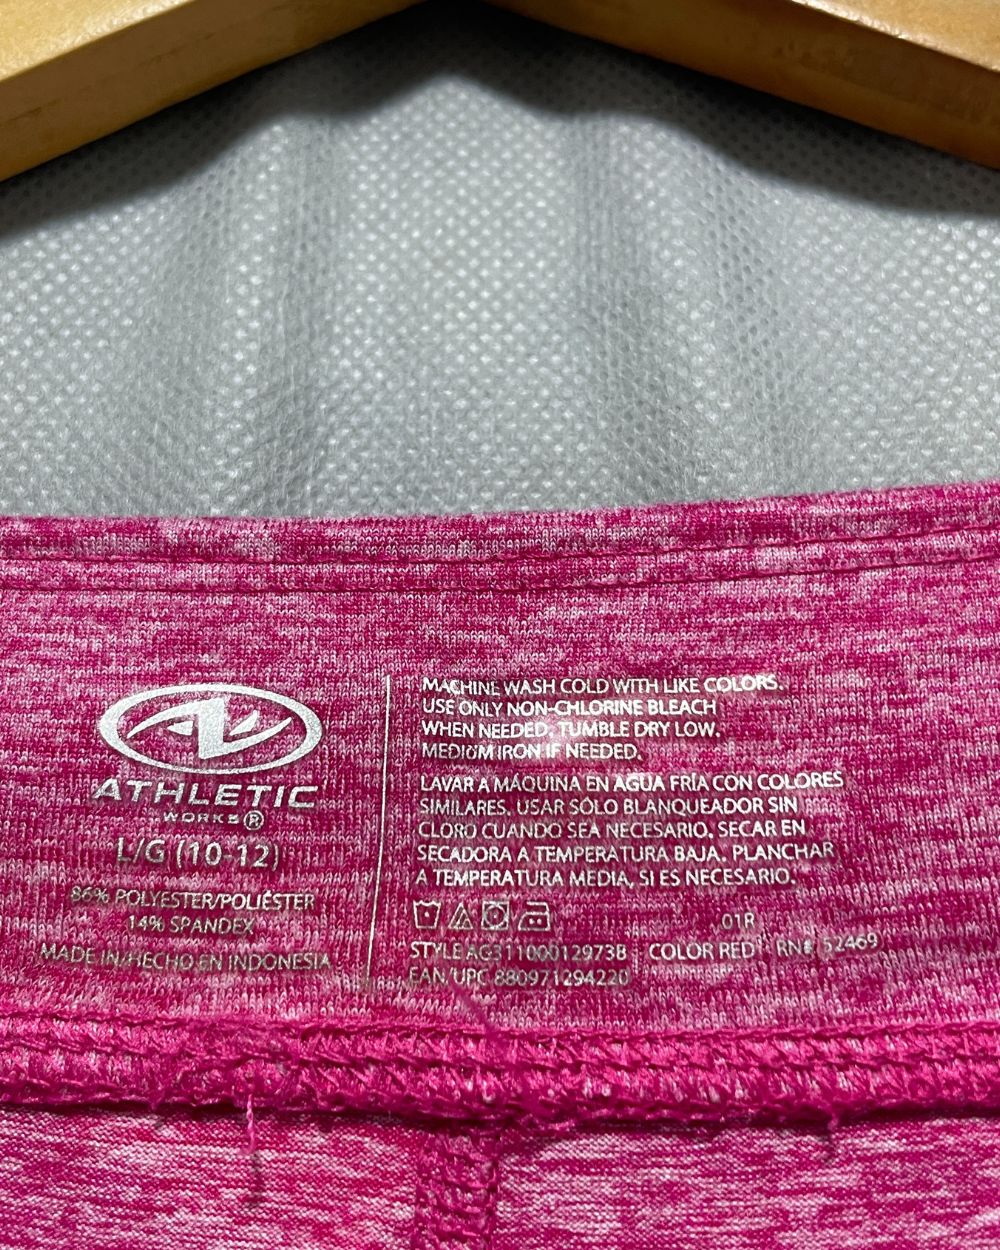 ATHLETIC
WORKS®
L/G (10-12)
86% POLYESTER/POLIÉSTER
14% SPANDEX
MADE IN/HECHO EN INDONESIA
MACHINE WASH COLD WITH LIKE COLORS.
USE ONLY NON-CHLORINE BLEACH
WHEN NEEDED. TUMBLE DRY LOW.
MEDIUM IRON IF NEEDED.
LAVAR A MÁQUINA EN AGUA FRÍA CON COLORES
SIMILARES. USAR SÓLO BLANQUEADOR SIN
CLORO CUANDO SEA NECESARIO. SECAR EN
SECADORA A TEMPERATURA BAJA. PLANCHAR
A TEMPERATURA MEDIA, SI ES NECESARIO.
01R
STYLE AG31100012973B COLOR RED RN# 52469
EAN/UPC 880971294220